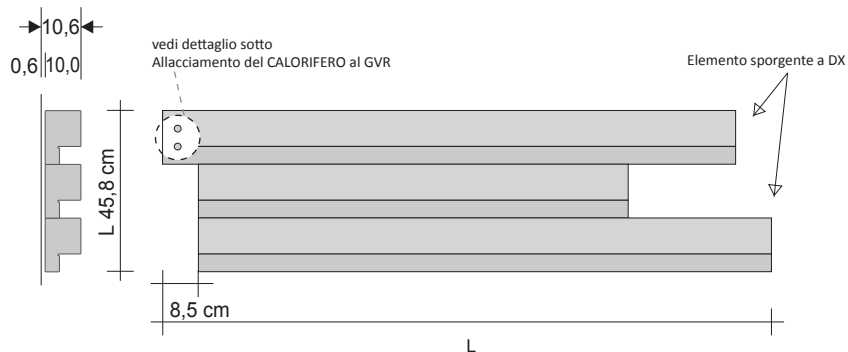 10,6
0,6 10,0
vedi dettaglio sotto
Allacciamento del CALORIFERO al GVR
Elemento sporgente a DX
L 45,8 cm
8,5 cm
L